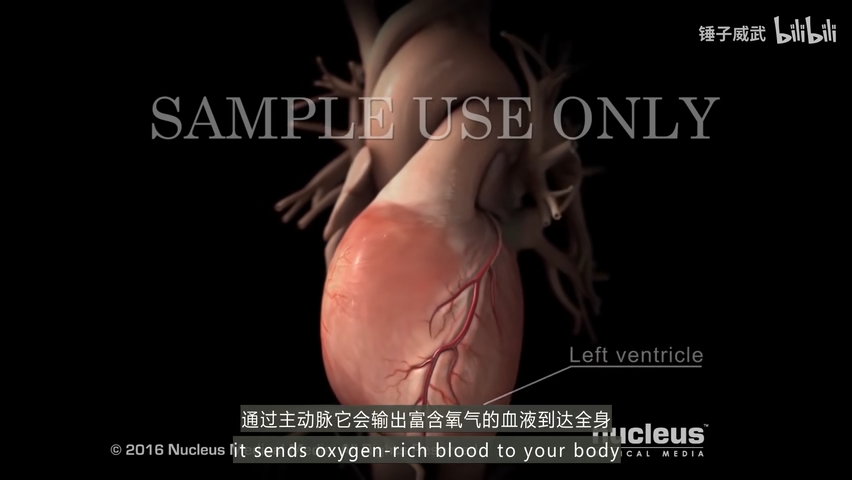 锤子威武 bilibili
SAMPLE USE ONLY
Left ventricle
通过主动脉它会输出富含氧气的血液到达全身
it sends oxygen-rich blood to your body
© 2016 Nucleus
nucleus™
ICAL MEDIA